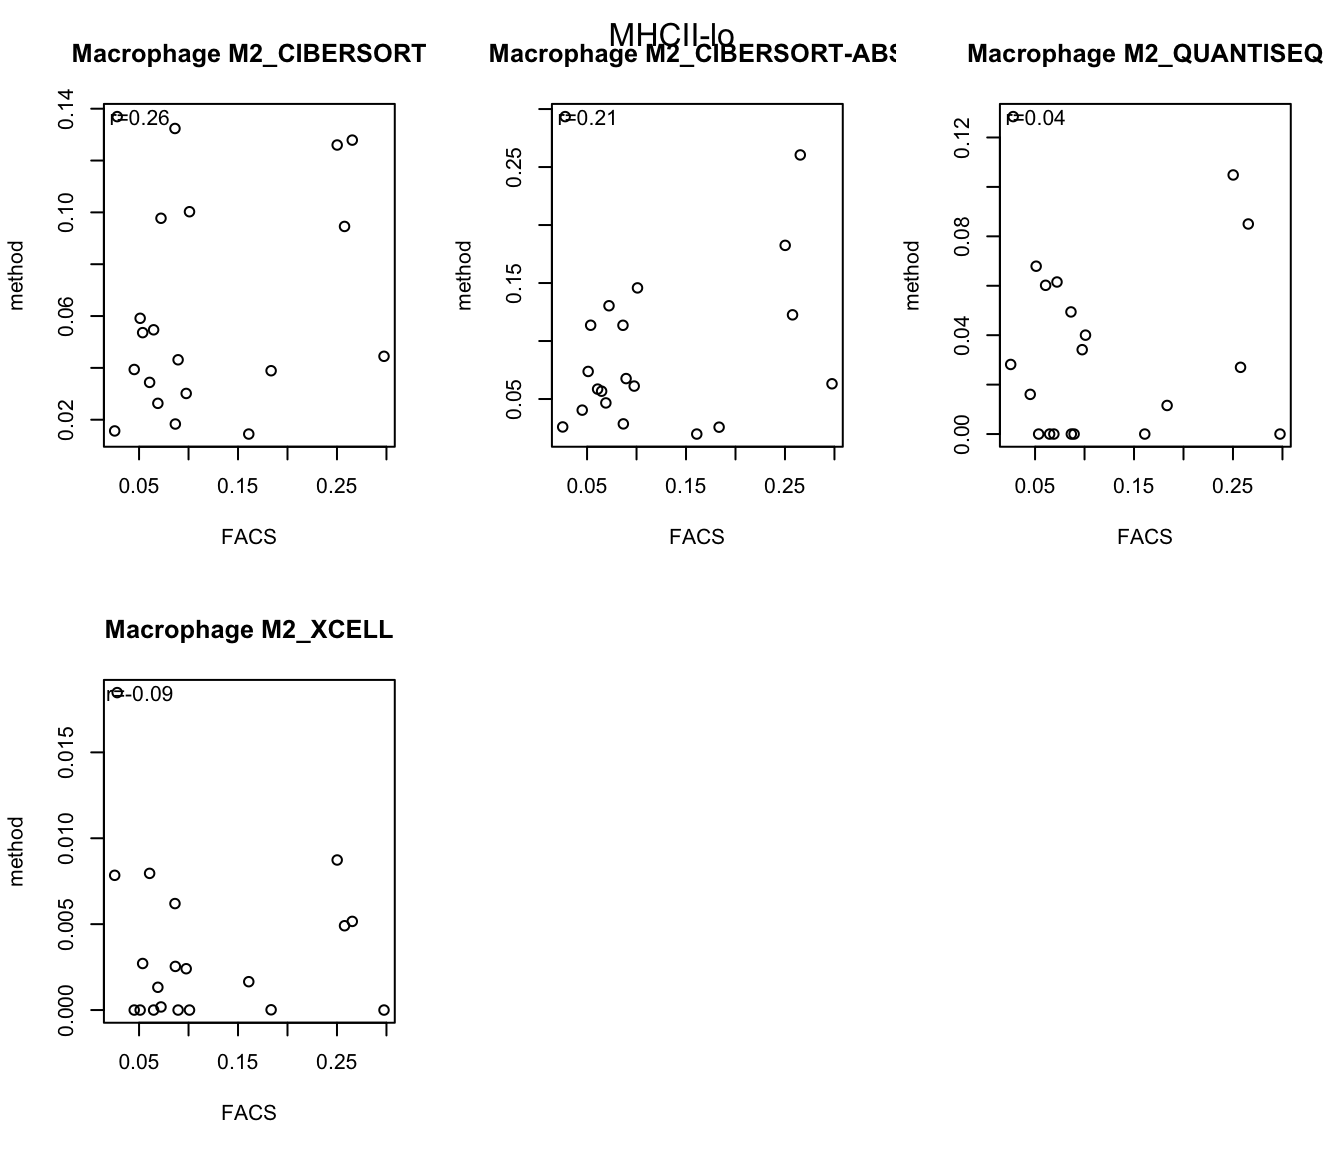 MHCII-lo
Macrophage M2_CIBERSORT
Macrophage M2_CIBERSORT-ABS
Macrophage M2_QUANTISEQ
r=0.26
0.14
0.10
0.06
0.02
method
0.05 0.15 0.25
FACS
r=0.21
0.25
0.15
0.05
method
0.05 0.15 0.25
FACS
r=0.04
0.12
0.08
0.04
0.00
method
0.05 0.15 0.25
FACS
Macrophage M2_XCELL
r=-0.09
0.015
0.010
0.005
0.000
method
0.05 0.15 0.25
FACS